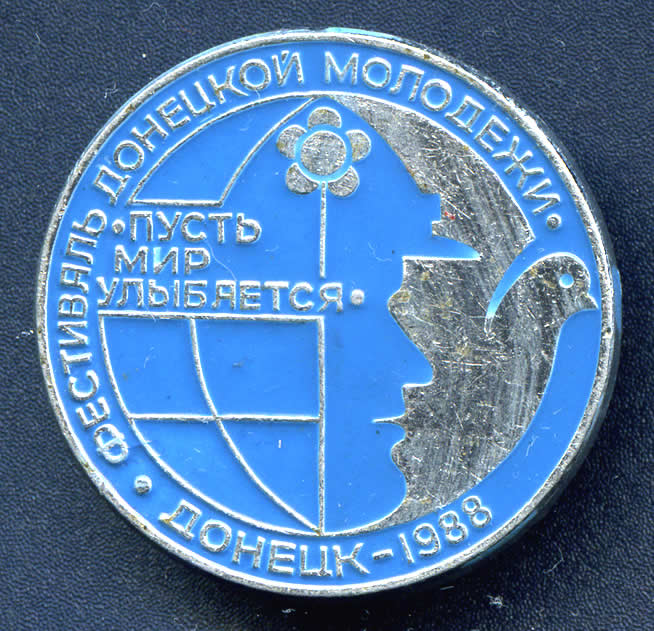 ФЕСТИВАЛЬ ДОНЕЦКОЙ МОЛОДЕЖИ
• ПУСТЬ
МИР
УЛЫБАЕТСЯ •
ДОНЕЦК – 1988